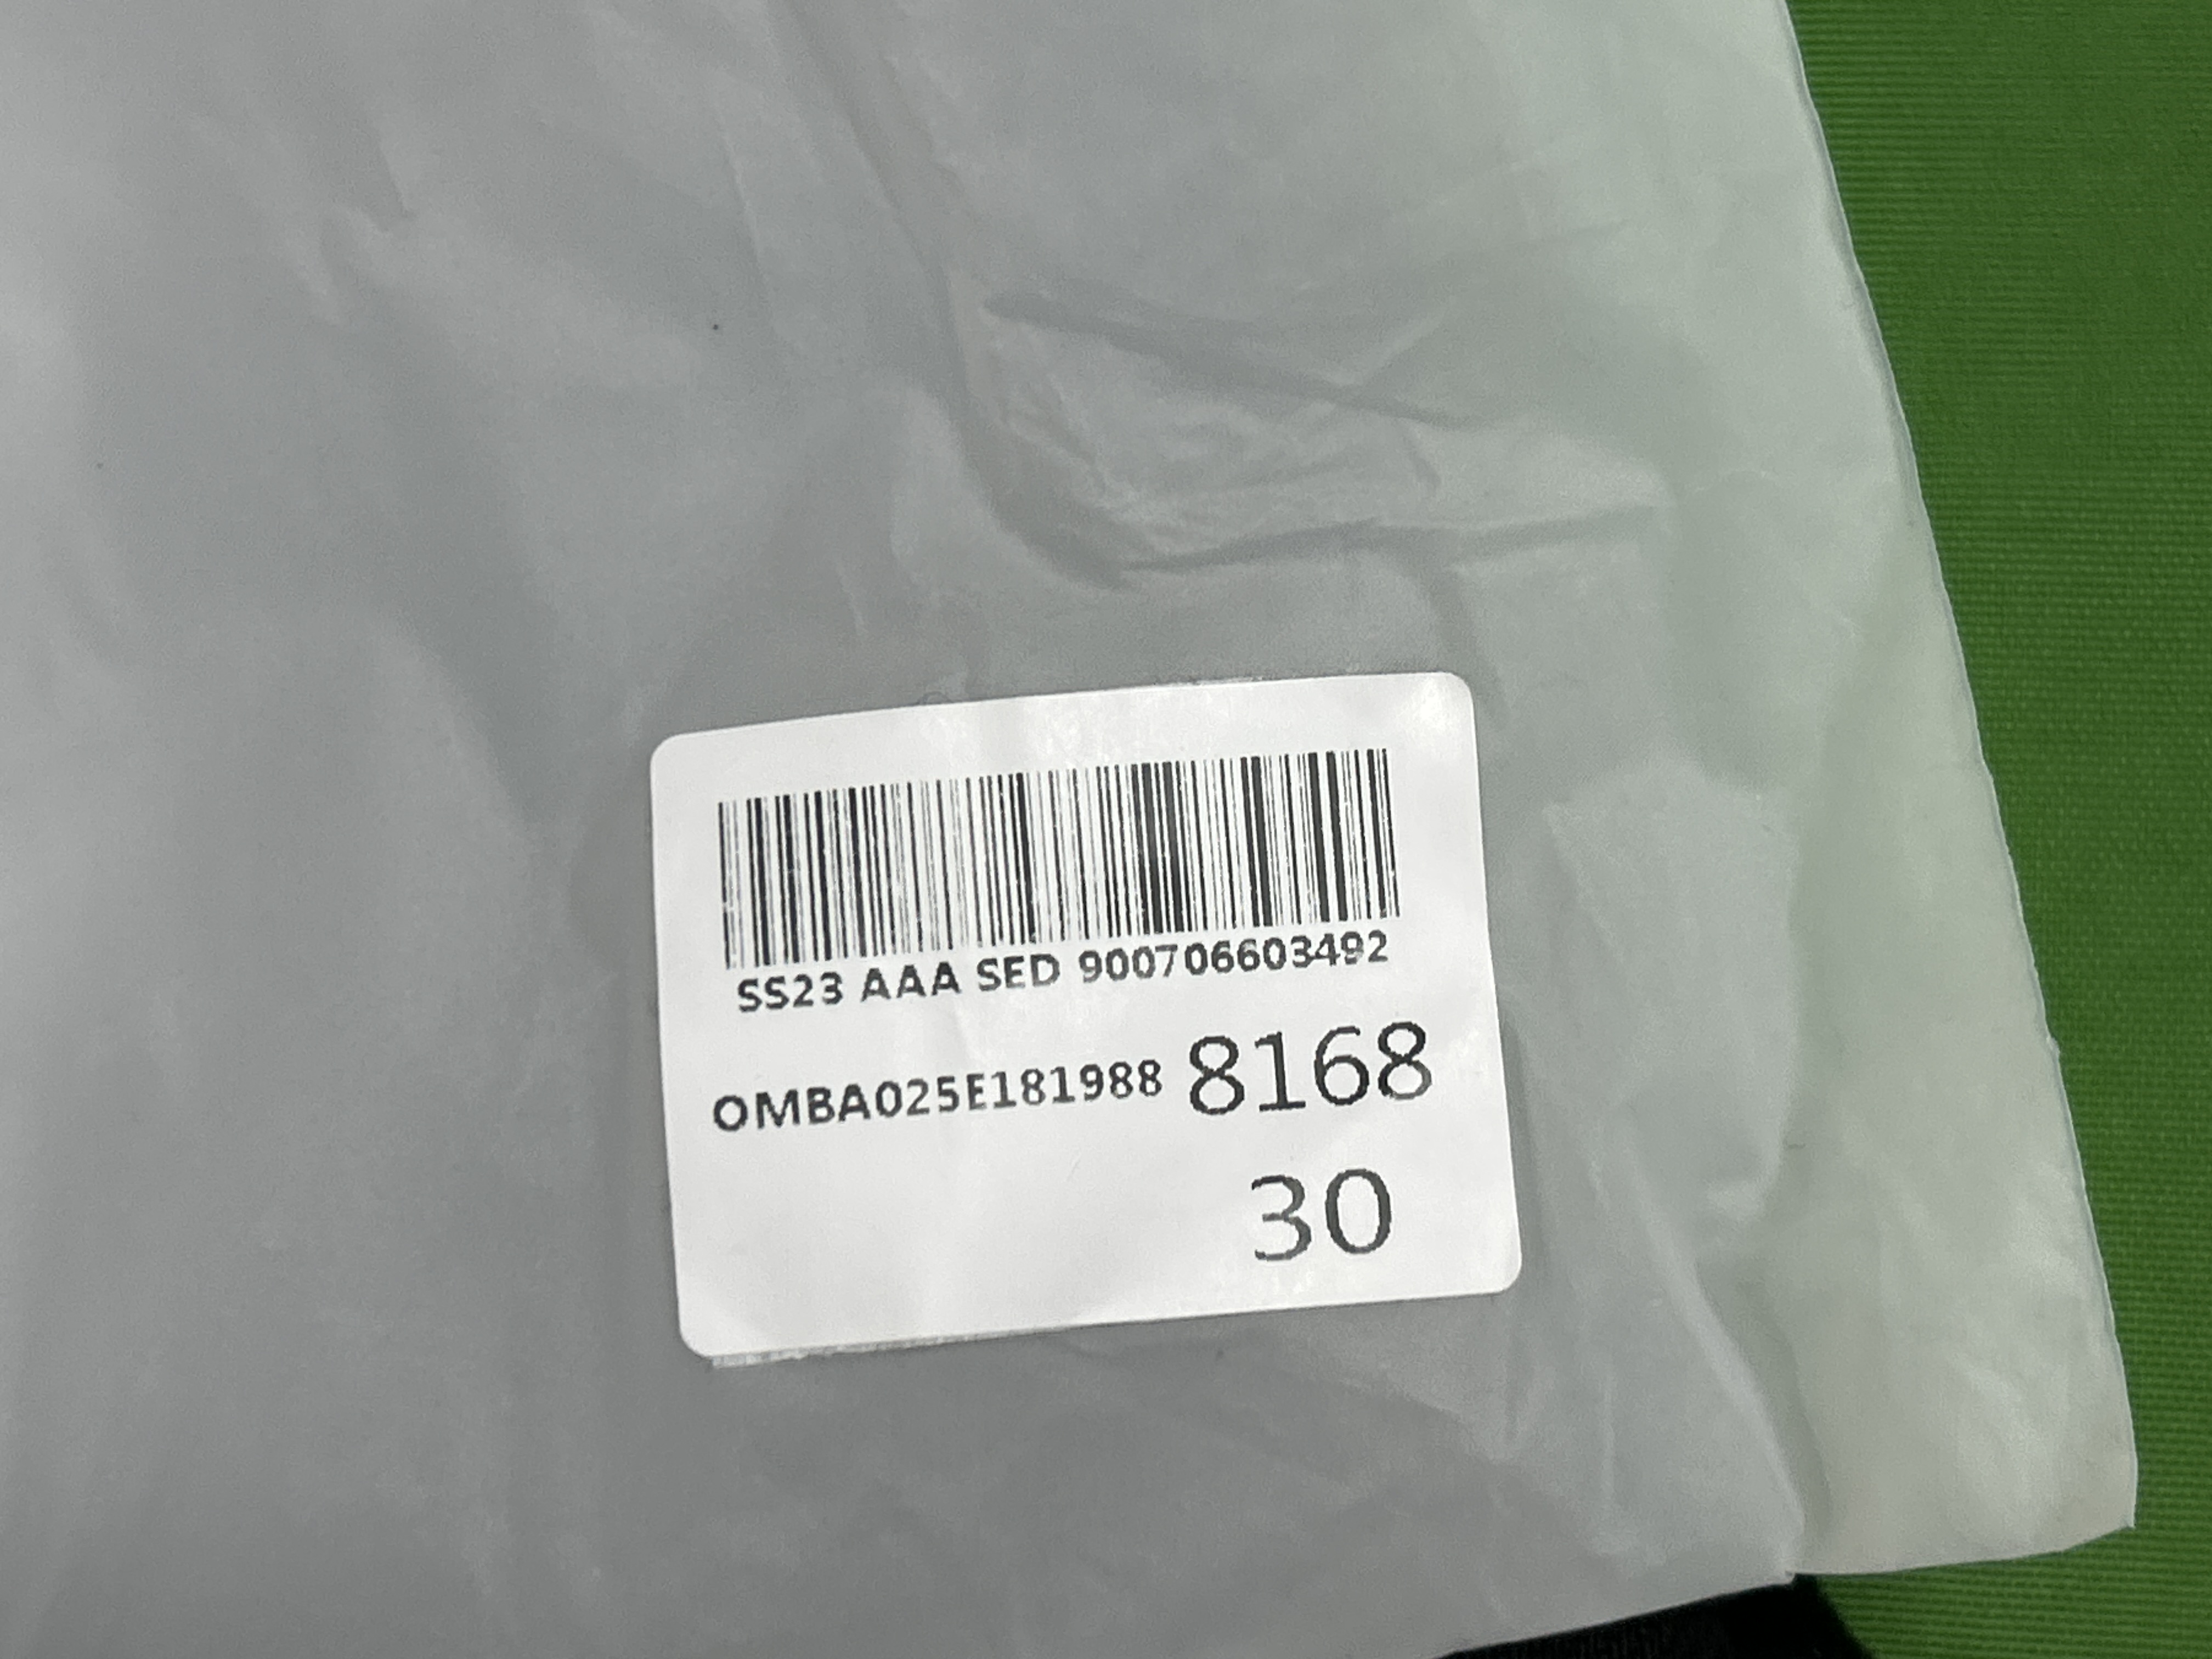 SS23 AAA SED 900706603492
OMBA025E181988 8168
30